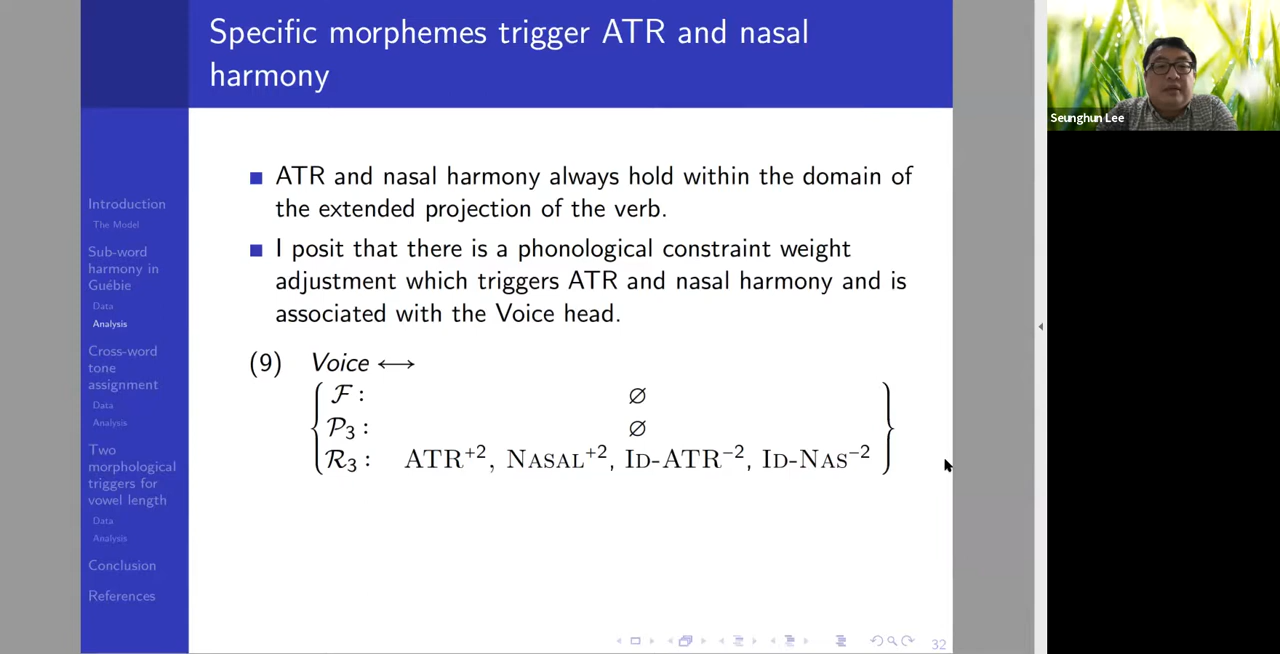 Specific morphemes trigger ATR and nasal
harmony
Seunghun Lee
Introduction
The Model
Sub-word
harmony in
Guébie
Data
Analysis
Cross-word
tone
assignment
Data
Analysis
Two
morphological
triggers for
vowel length
Data
Analysis
Conclusion
References
■ ATR and nasal harmony always hold within the domain of
the extended projection of the verb.
■ I posit that there is a phonological constraint weight
adjustment which triggers ATR and nasal harmony and is
associated with the Voice head.
(9) Voice ⟷
ℱ : ∅
𝒫₃ : ∅
ℛ₃ : ATR⁺², NASAL⁺², ID-ATR⁻², ID-NAS⁻²
32